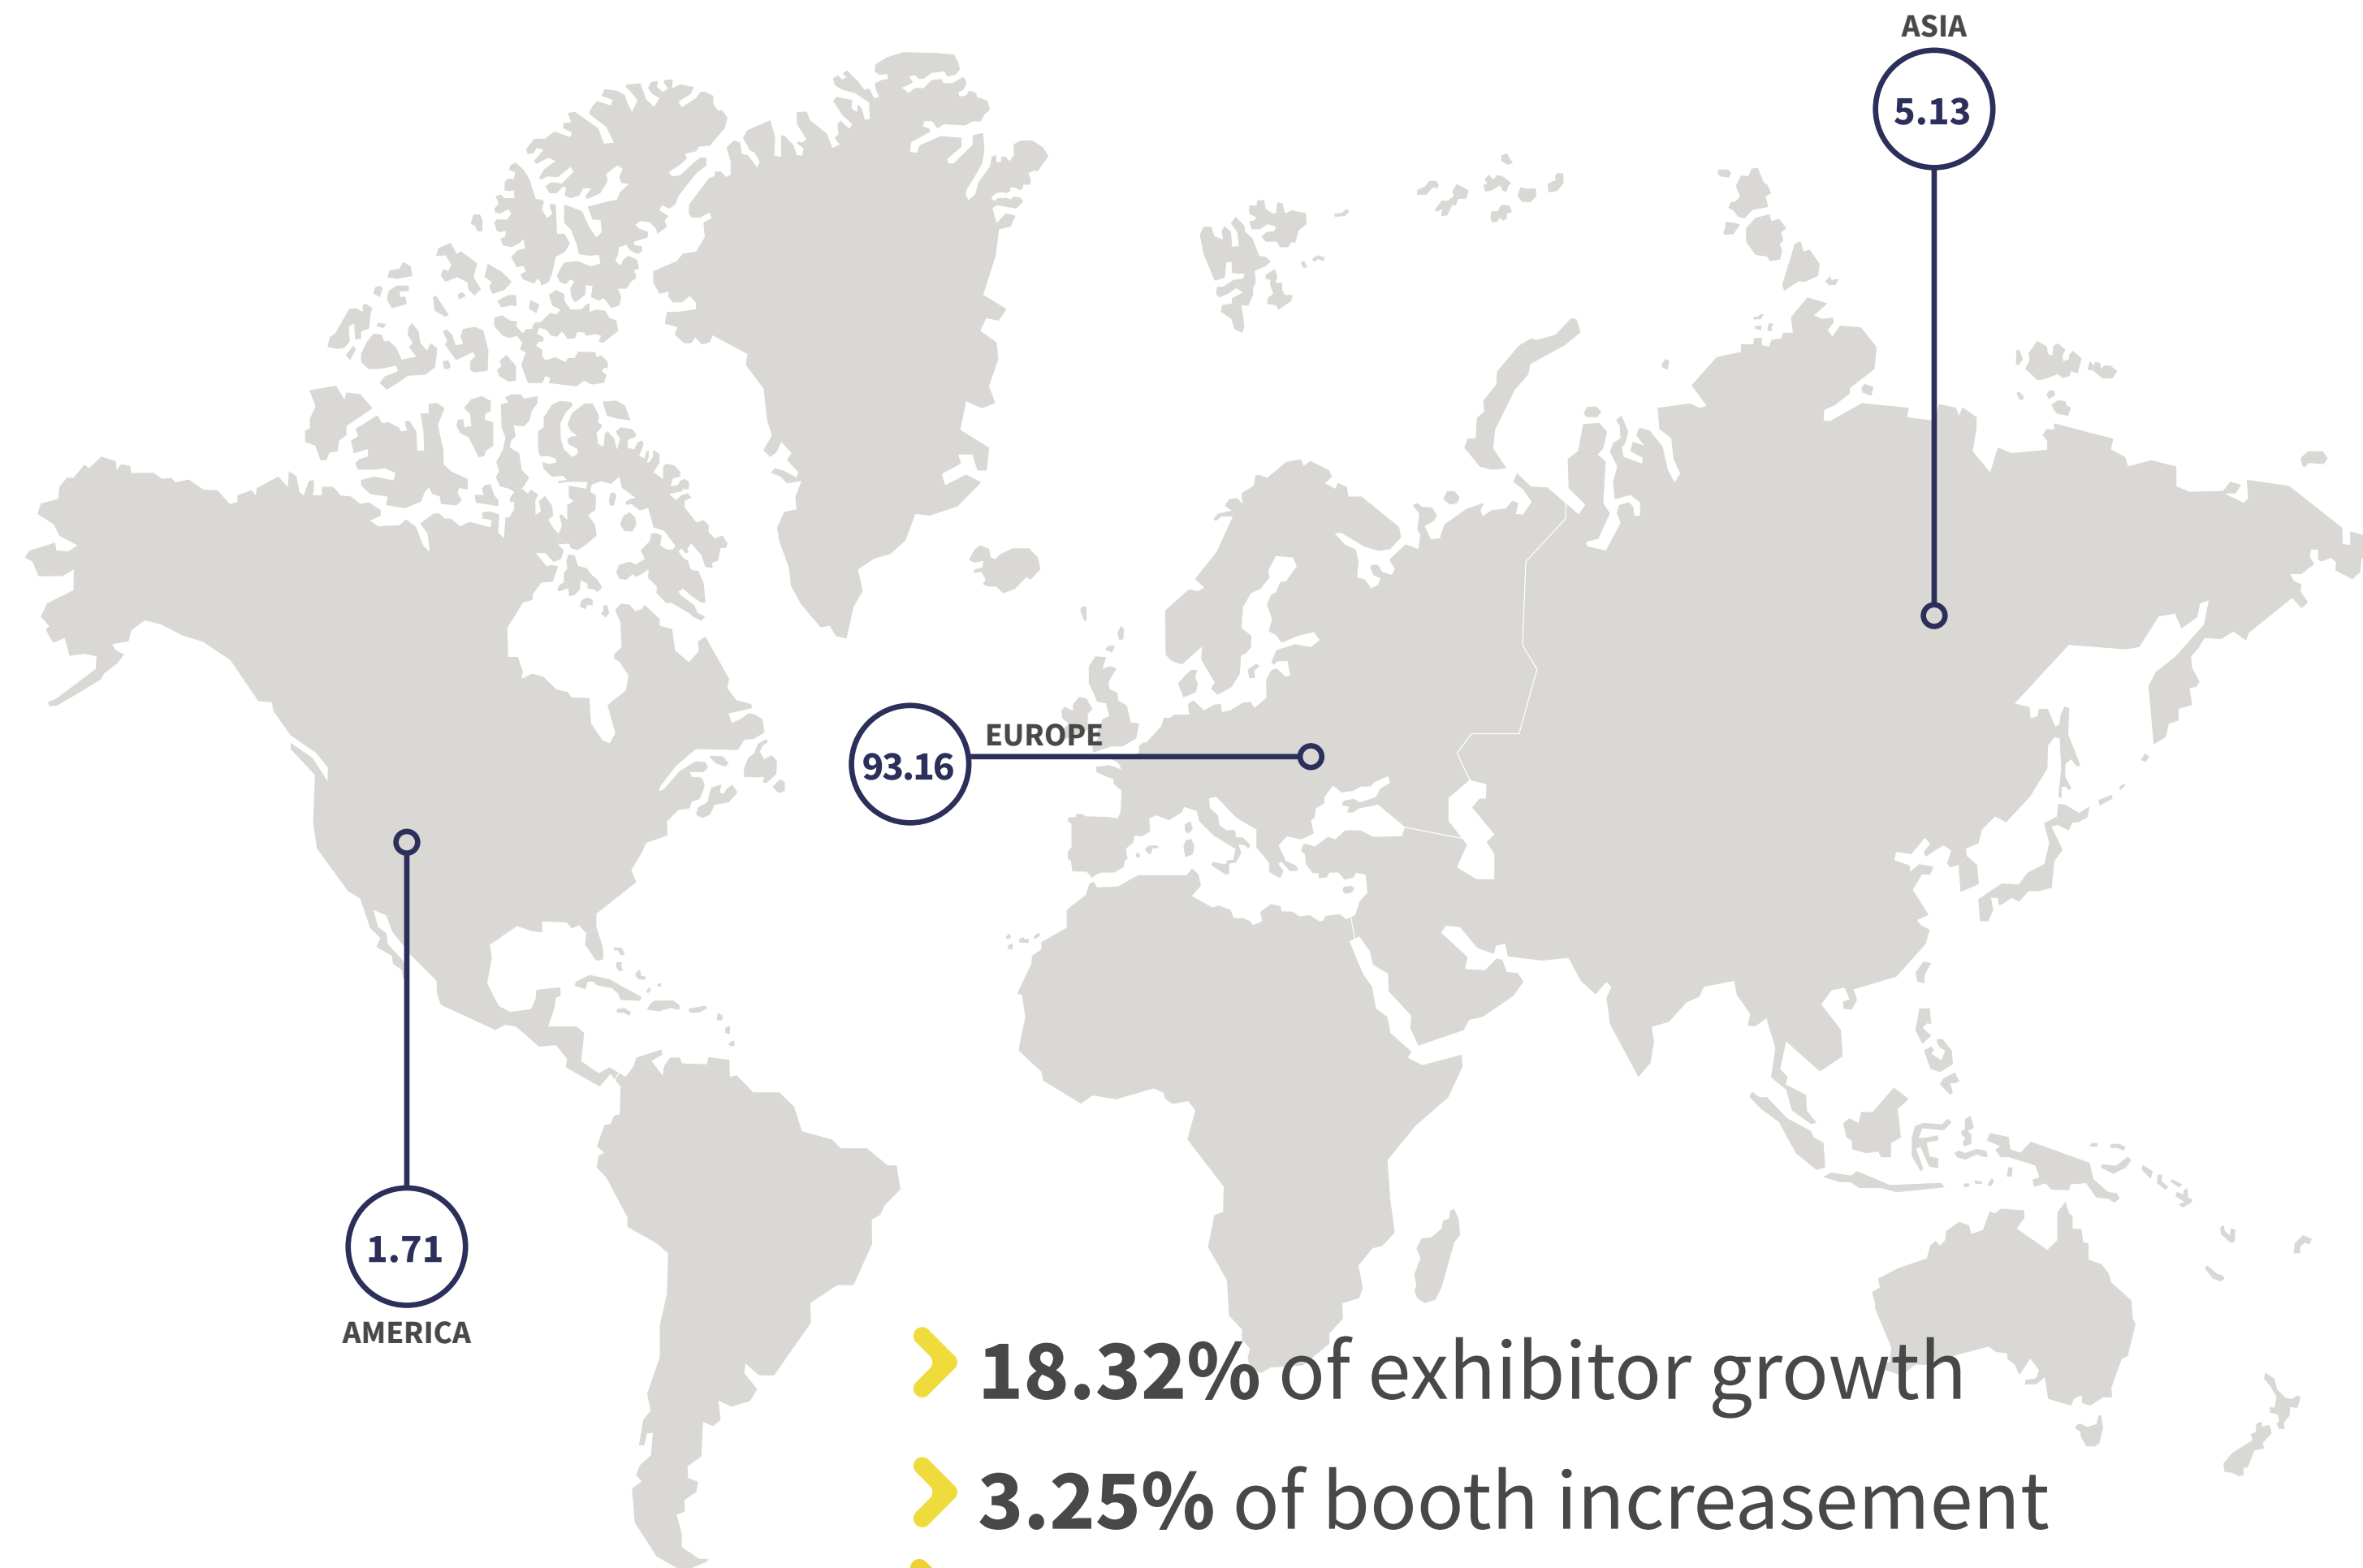 ASIA
5.13
EUROPE
93.16
1.71
AMERICA
18.32% of exhibitor growth
3.25% of booth increasement